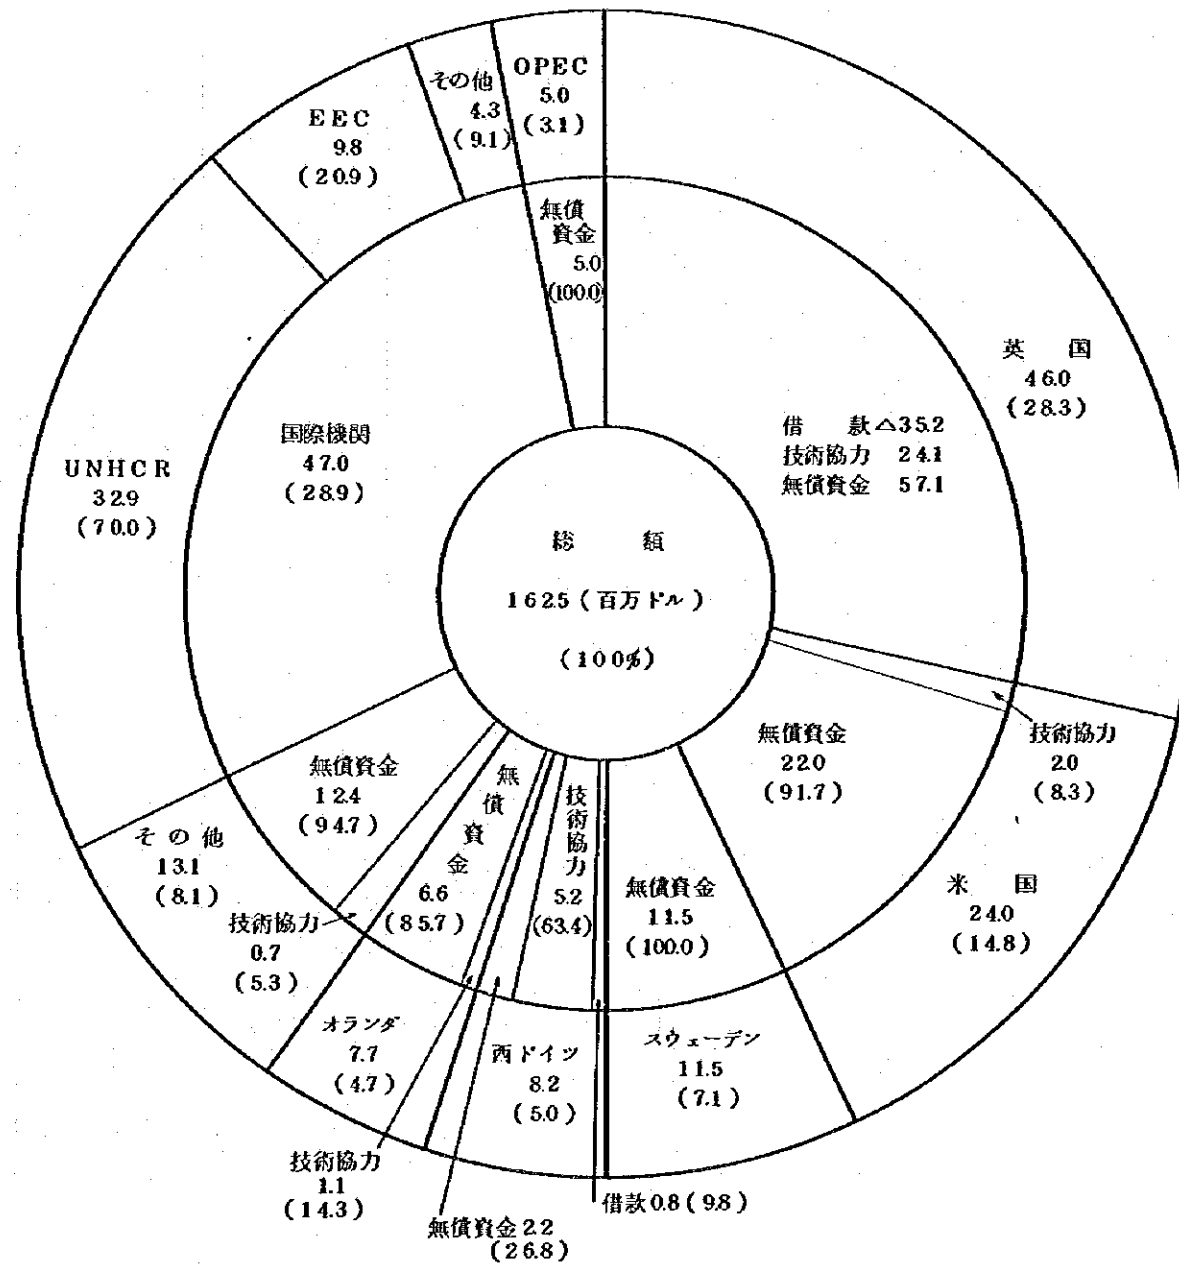 OPEC
5.0
(3.1)
無償
資金
5.0
(100.0)
英国
46.0
(28.3)
借款△35.2
技術協力 24.1
無償資金 57.1
技術協力
2.0
(8.3)
無償資金
22.0
(91.7)
米国
24.0
(14.8)
無償資金
11.5
(100.0)
スウェーデン
11.5
(7.1)
技術協力
5.2
(63.4)
西ドイツ
8.2
(5.0)
借款0.8(9.8)
無償資金2.2
(26.8)
無償資金
6.6
(85.7)
オランダ
7.7
(4.7)
技術協力
1.1
(14.3)
無償資金
12.4
(94.7)
その他
13.1
(8.1)
技術協力
0.7
(5.3)
国際機関
47.0
(28.9)
UNHCR
32.9
(70.0)
EEC
9.8
(20.9)
その他
4.3
(9.1)
総額
162.5(百万ドル)
(100%)